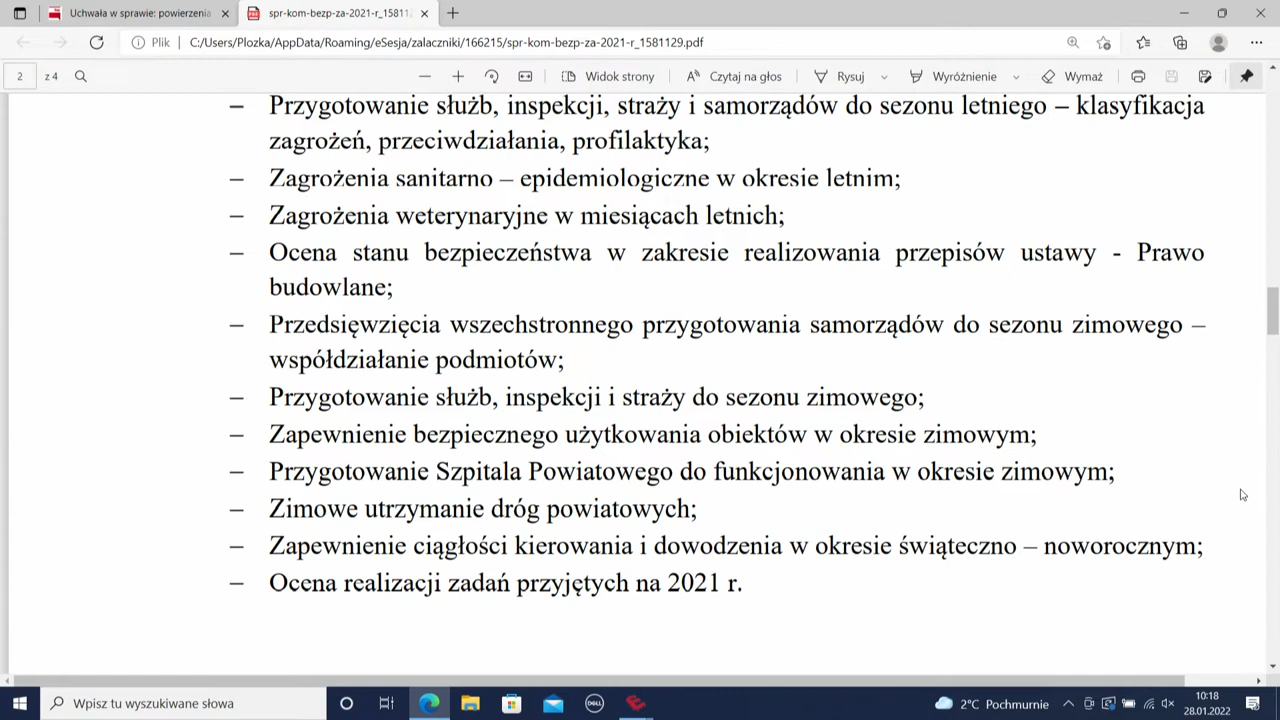 Uchwała w sprawie: powierzenia
spr-kom-bezp-za-2021-r_15811
Plik
C:/Users/Plozka/AppData/Roaming/eSesja/zalaczniki/166215/spr-kom-bezp-za-2021-r_1581129.pdf
2 z 4
Widok strony
Czytaj na głos
Rysuj
Wyróżnienie
Wymaż
– Przygotowanie służb, inspekcji, straży i samorządów do sezonu letniego – klasyfikacja
zagrożeń, przeciwdziałania, profilaktyka;
– Zagrożenia sanitarno – epidemiologiczne w okresie letnim;
– Zagrożenia weterynaryjne w miesiącach letnich;
– Ocena stanu bezpieczeństwa w zakresie realizowania przepisów ustawy - Prawo
budowlane;
– Przedsięwzięcia wszechstronnego przygotowania samorządów do sezonu zimowego –
współdziałanie podmiotów;
– Przygotowanie służb, inspekcji i straży do sezonu zimowego;
– Zapewnienie bezpiecznego użytkowania obiektów w okresie zimowym;
– Przygotowanie Szpitala Powiatowego do funkcjonowania w okresie zimowym;
– Zimowe utrzymanie dróg powiatowych;
– Zapewnienie ciągłości kierowania i dowodzenia w okresie świąteczno – noworocznym;
– Ocena realizacji zadań przyjętych na 2021 r.
Wpisz tu wyszukiwane słowa
DELL
2°C Pochmurnie
10:18
28.01.2022